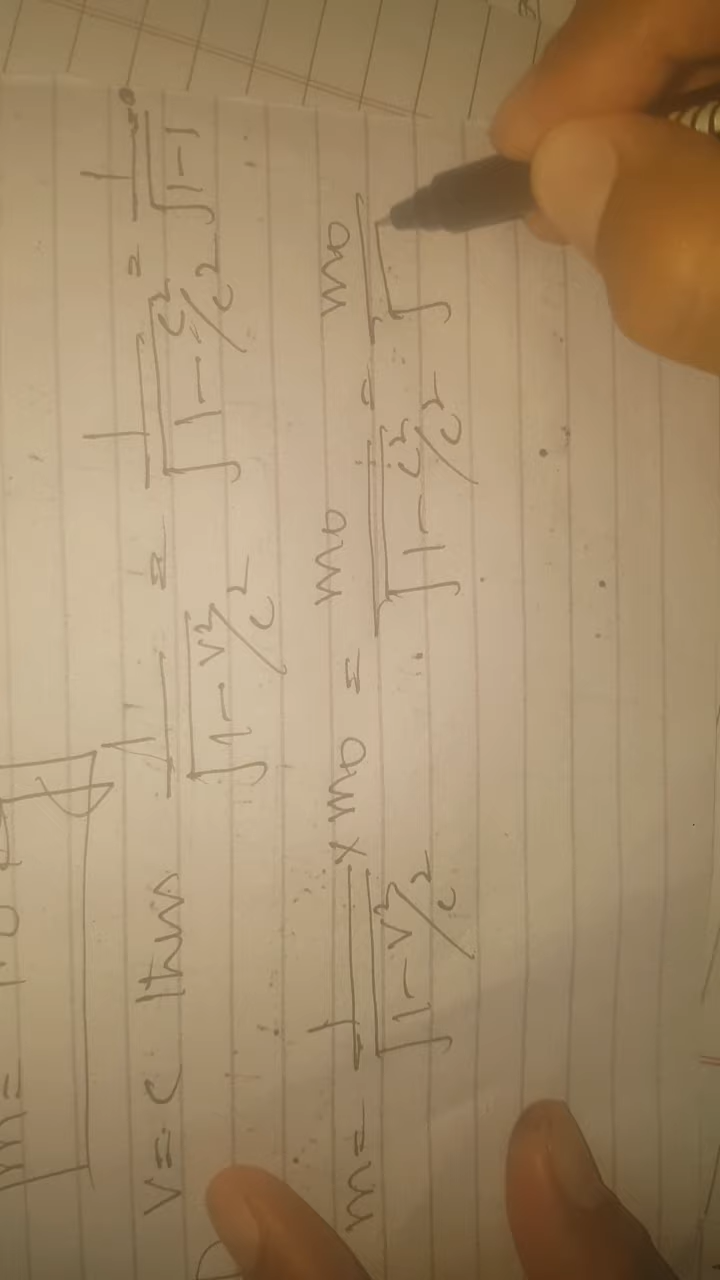 m =
v = c then 1/√(1 - v²/c²) = 1/√(1 - c²/c²) = 1/√(1 - 1)
m = 1/√(1 - v²/c²) × m0 = m0/√(1 - c²/c²) = m0/√